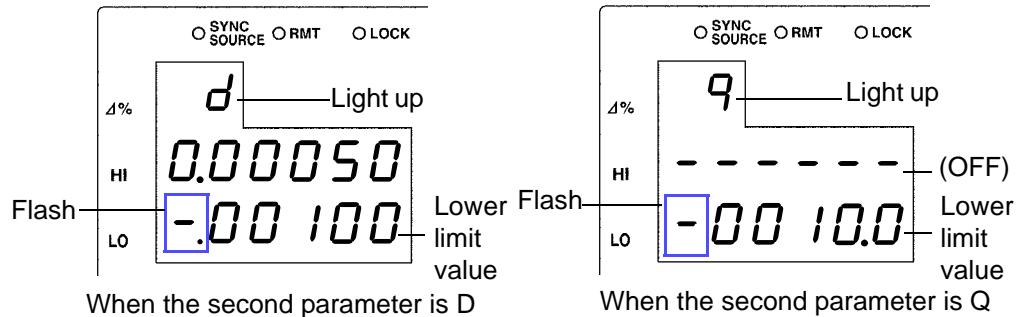 SYNC SOURCE RMT LOCK
Δ%
d
Light up
HI
0.00050
Flash
LO
-.00100
Lower limit value
When the second parameter is D
SYNC SOURCE RMT LOCK
Δ%
q
Light up
HI
- - - - - -
(OFF)
Flash
LO
-0010.0
Lower limit value
When the second parameter is Q